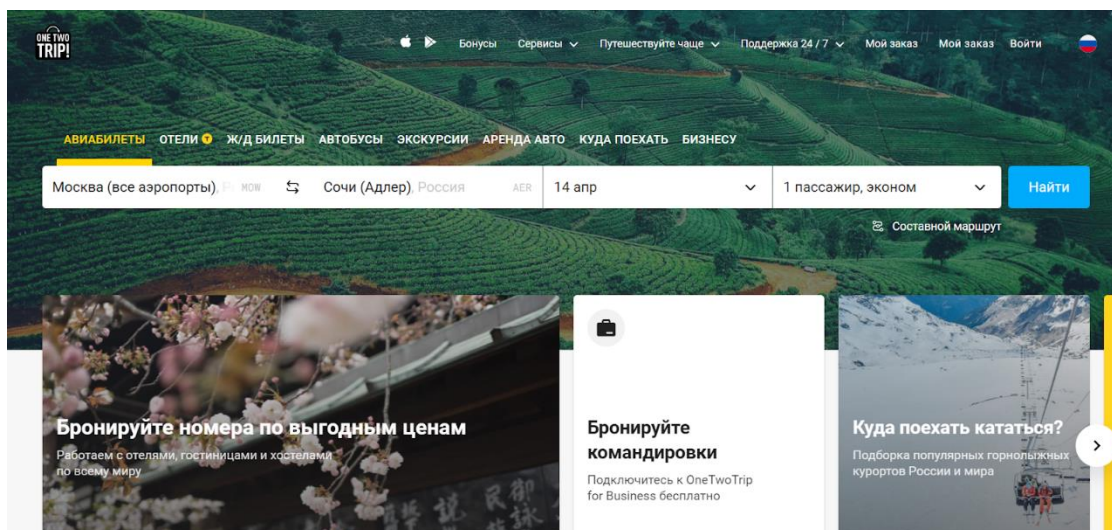 ONE TWO
TRIP!
Бонусы Сервисы Путешествуйте чаще Поддержка 24 / 7 Мой заказ Мой заказ Войти
АВИАБИЛЕТЫ ОТЕЛИ Ж/Д БИЛЕТЫ АВТОБУСЫ ЭКСКУРСИИ АРЕНДА АВТО КУДА ПОЕХАТЬ БИЗНЕСУ
Москва (все аэропорты), MOW Сочи (Адлер), Россия AER 14 апр 1 пассажир, эконом Найти
Составной маршрут
Бронируйте номера по выгодным ценам
Работаем с отелями, гостиницами и хостелами
по всему миру
Бронируйте
командировки
Подключитесь к OneTwoTrip
for Business бесплатно
Куда поехать кататься?
Подборка популярных горнолыжных
курортов России и мира